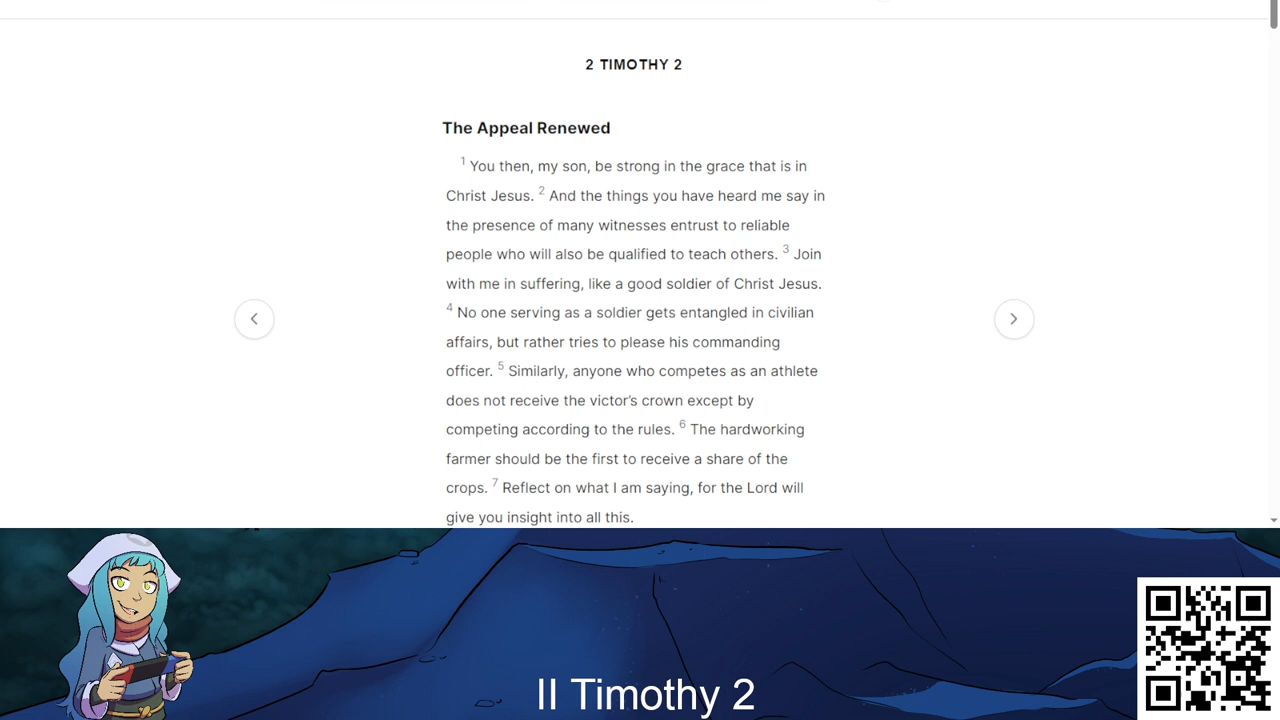 2 TIMOTHY 2
The Appeal Renewed
1 You then, my son, be strong in the grace that is in
Christ Jesus. 2 And the things you have heard me say in
the presence of many witnesses entrust to reliable
people who will also be qualified to teach others. 3 Join
with me in suffering, like a good soldier of Christ Jesus.
4 No one serving as a soldier gets entangled in civilian
affairs, but rather tries to please his commanding
officer. 5 Similarly, anyone who competes as an athlete
does not receive the victor’s crown except by
competing according to the rules. 6 The hardworking
farmer should be the first to receive a share of the
crops. 7 Reflect on what I am saying, for the Lord will
give you insight into all this.
II Timothy 2